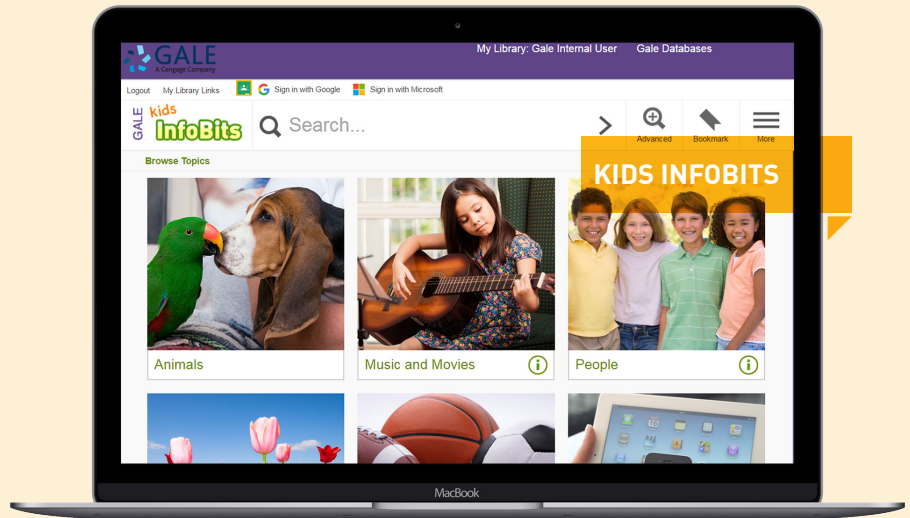 GALE
A Cengage Company
My Library: Gale Internal User
Gale Databases
Logout
My Library Links
G Sign in with Google
Sign in with Microsoft
GALE
kids
InfoBits
Search...
Advanced
Bookmark
More
KIDS INFOBITS
Browse Topics
Animals
Music and Movies
i
People
i
MacBook